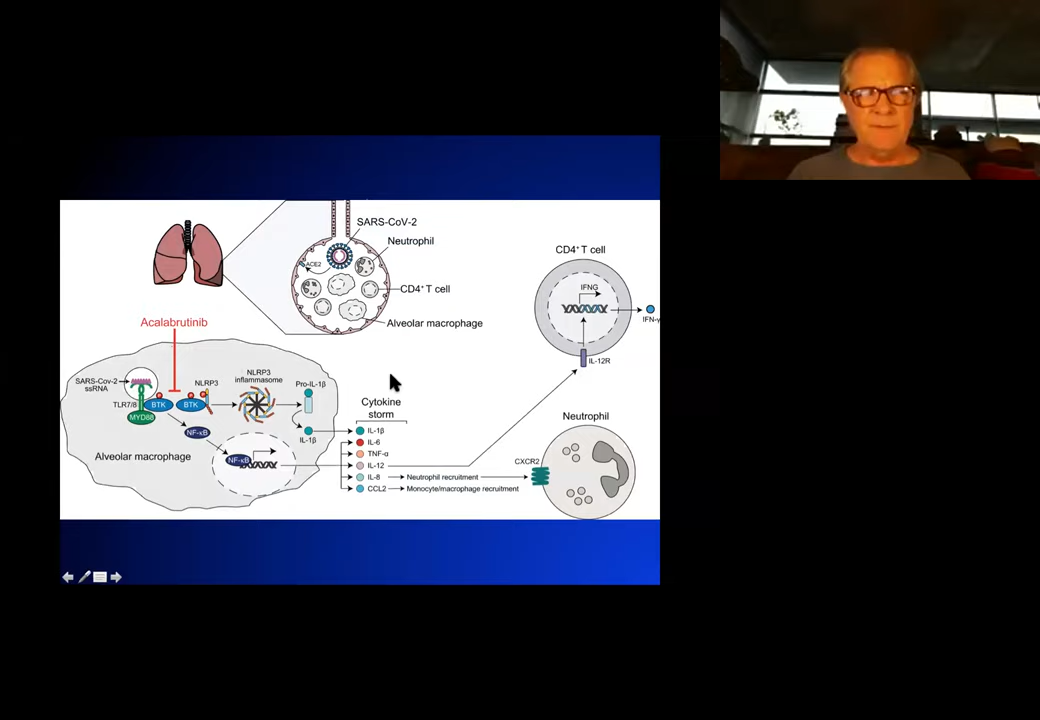 SARS-CoV-2
Neutrophil
ACE2
CD4⁺ T cell
Alveolar macrophage
CD4⁺ T cell
IFNG
IFN-γ
IL-12R
Acalabrutinib
SARS-Cov-2
ssRNA
TLR7/8
BTK
BTK
MYD88
NLRP3
NLRP3
inflammasome
Pro-IL-1β
IL-1β
NF-κB
NF-κB
Alveolar macrophage
Cytokine
storm
IL-1β
IL-6
TNF-α
IL-12
IL-8
Neutrophil recruitment
CCL2
Monocyte/macrophage recruitment
Neutrophil
CXCR2